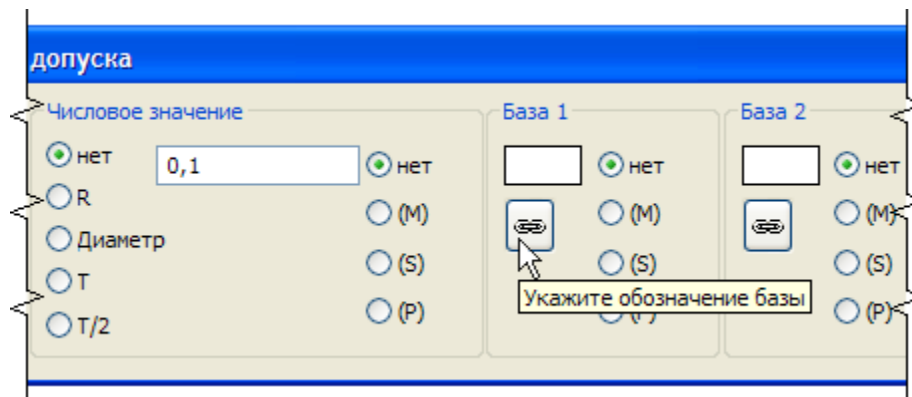 допуска
Числовое значение
База 1
База 2
нет
0,1
нет
нет
нет
R
(M)
(M)
(M)
Диаметр
(S)
(S)
(S)
T
Укажите обозначение базы
T/2
(P)
(P)